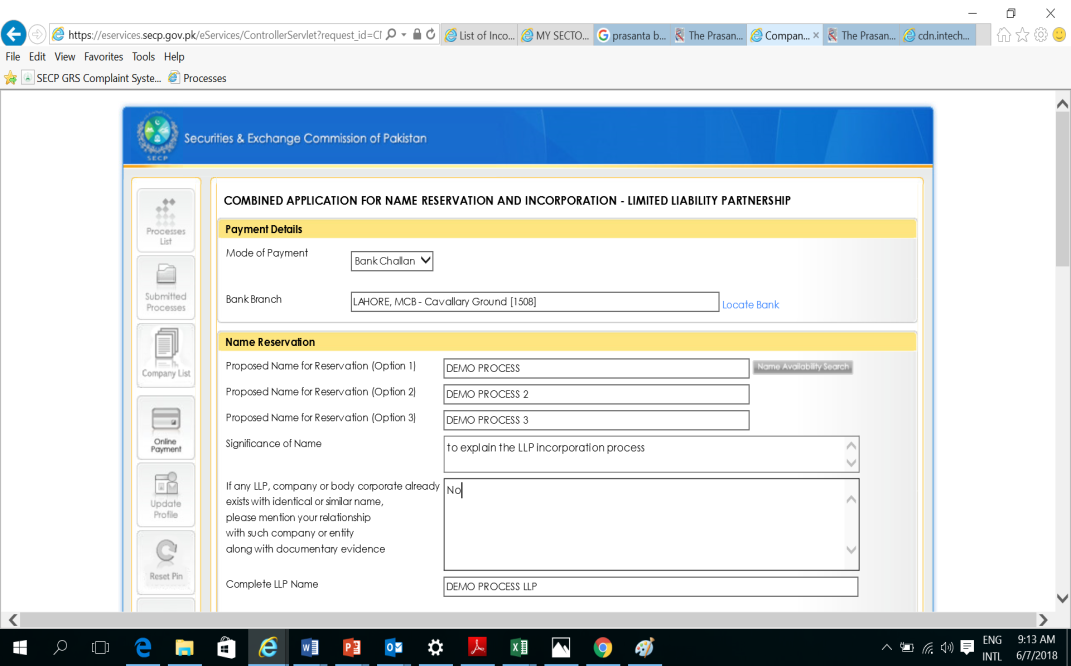 https://eservices.secp.gov.pk/eServices/ControllerServlet?request_id=Cl
List of Inco...
MY SECTO...
prasanta b...
The Prasan...
Compan...
The Prasan...
cdn.intech...
File Edit View Favorites Tools Help
SECP GRS Complaint Syste...
Processes
SECP
Securities & Exchange Commission of Pakistan
Processes
List
Submitted
Processes
Company List
Online
Payment
Update
Profile
Reset Pin
COMBINED APPLICATION FOR NAME RESERVATION AND INCORPORATION - LIMITED LIABILITY PARTNERSHIP
Payment Details
Mode of Payment
Bank Challan
Bank Branch
LAHORE, MCB - Cavallary Ground [1508]
Locate Bank
Name Reservation
Proposed Name for Reservation (Option 1)
DEMO PROCESS
Name Availability Search
Proposed Name for Reservation (Option 2)
DEMO PROCESS 2
Proposed Name for Reservation (Option 3)
DEMO PROCESS 3
Significance of Name
to explain the LLP Incorporation process
If any LLP, company or body corporate already
exists with identical or similar name,
please mention your relationship
with such company or entity
along with documentary evidence
No
Complete LLP Name
DEMO PROCESS LLP
ENG
INTL
9:13 AM
6/7/2018